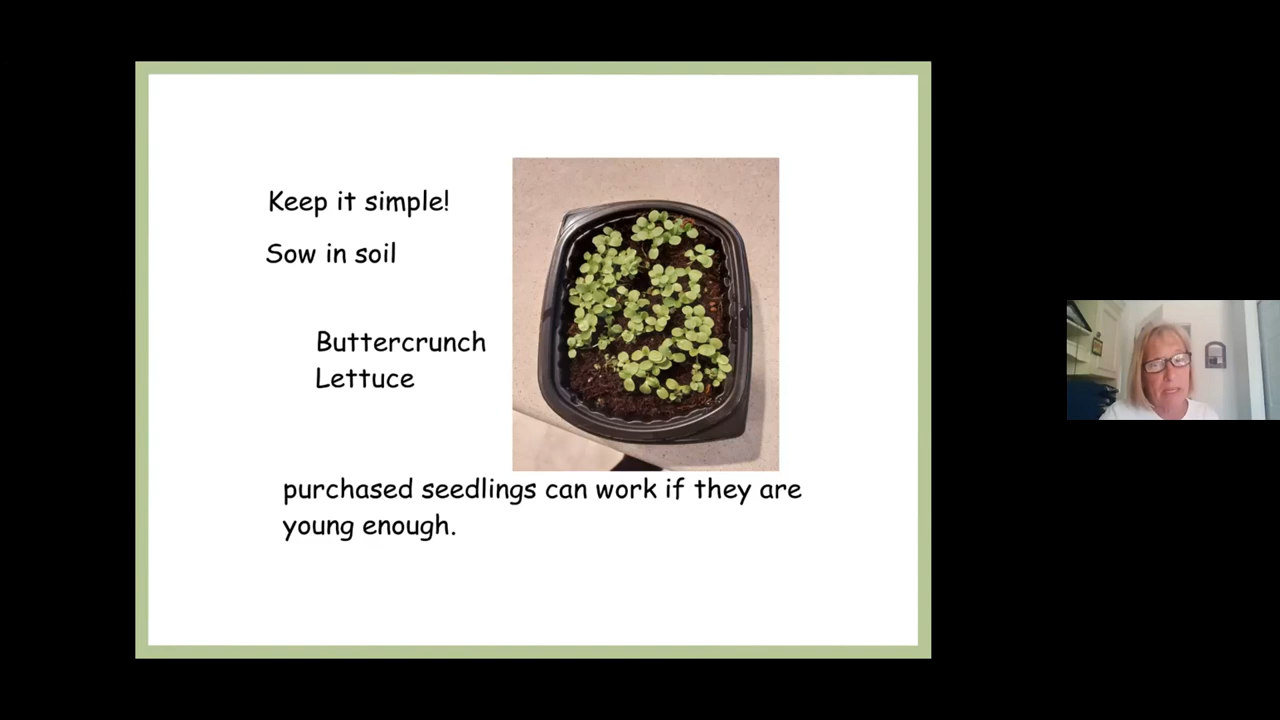 Keep it simple!
Sow in soil
Buttercrunch
Lettuce
purchased seedlings can work if they are
young enough.